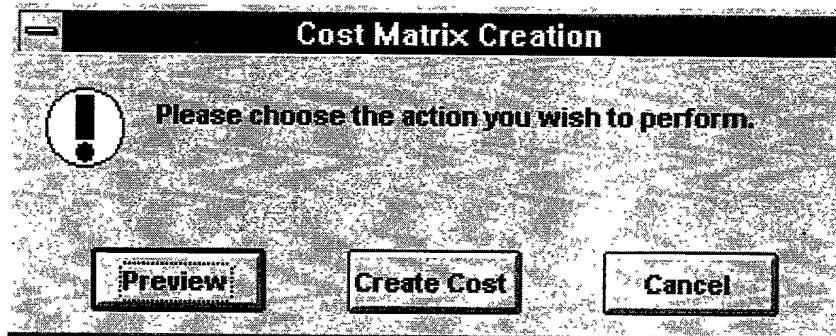 Cost Matrix Creation
Please choose the action you wish to perform.
Preview Create Cost Cancel